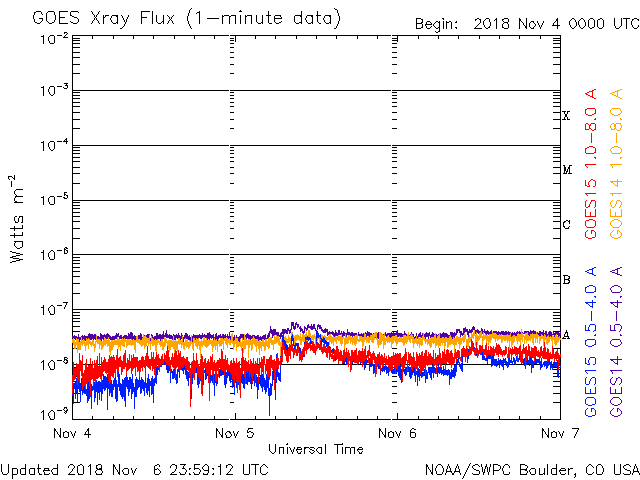 GOES Xray Flux (1-minute data)
Begin: 2018 Nov 4 0000 UTC
10⁻²
10⁻³
10⁻⁴
10⁻⁵
10⁻⁶
10⁻⁷
10⁻⁸
10⁻⁹
Watts m⁻²
X
M
C
B
A
GOES15 1.0-8.0 A
GOES14 1.0-8.0 A
GOES15 0.5-4.0 A
GOES14 0.5-4.0 A
Nov 4 Nov 5 Nov 6 Nov 7
Universal Time
Updated 2018 Nov 6 23:59:12 UTC
NOAA/SWPC Boulder, CO USA